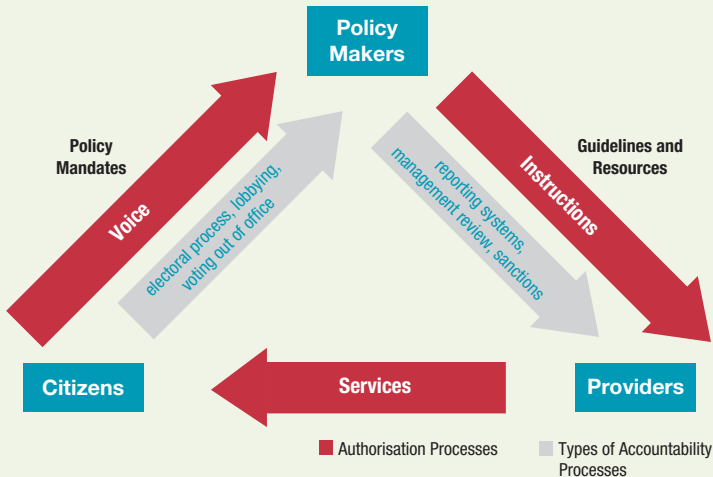 Policy
Makers
Policy
Mandates
Voice
electoral process, lobbying,
voting out of office
reporting systems,
management review, sanctions
Instructions
Guidelines and
Resources
Citizens
Services
Providers
Authorisation Processes
Types of Accountability
Processes